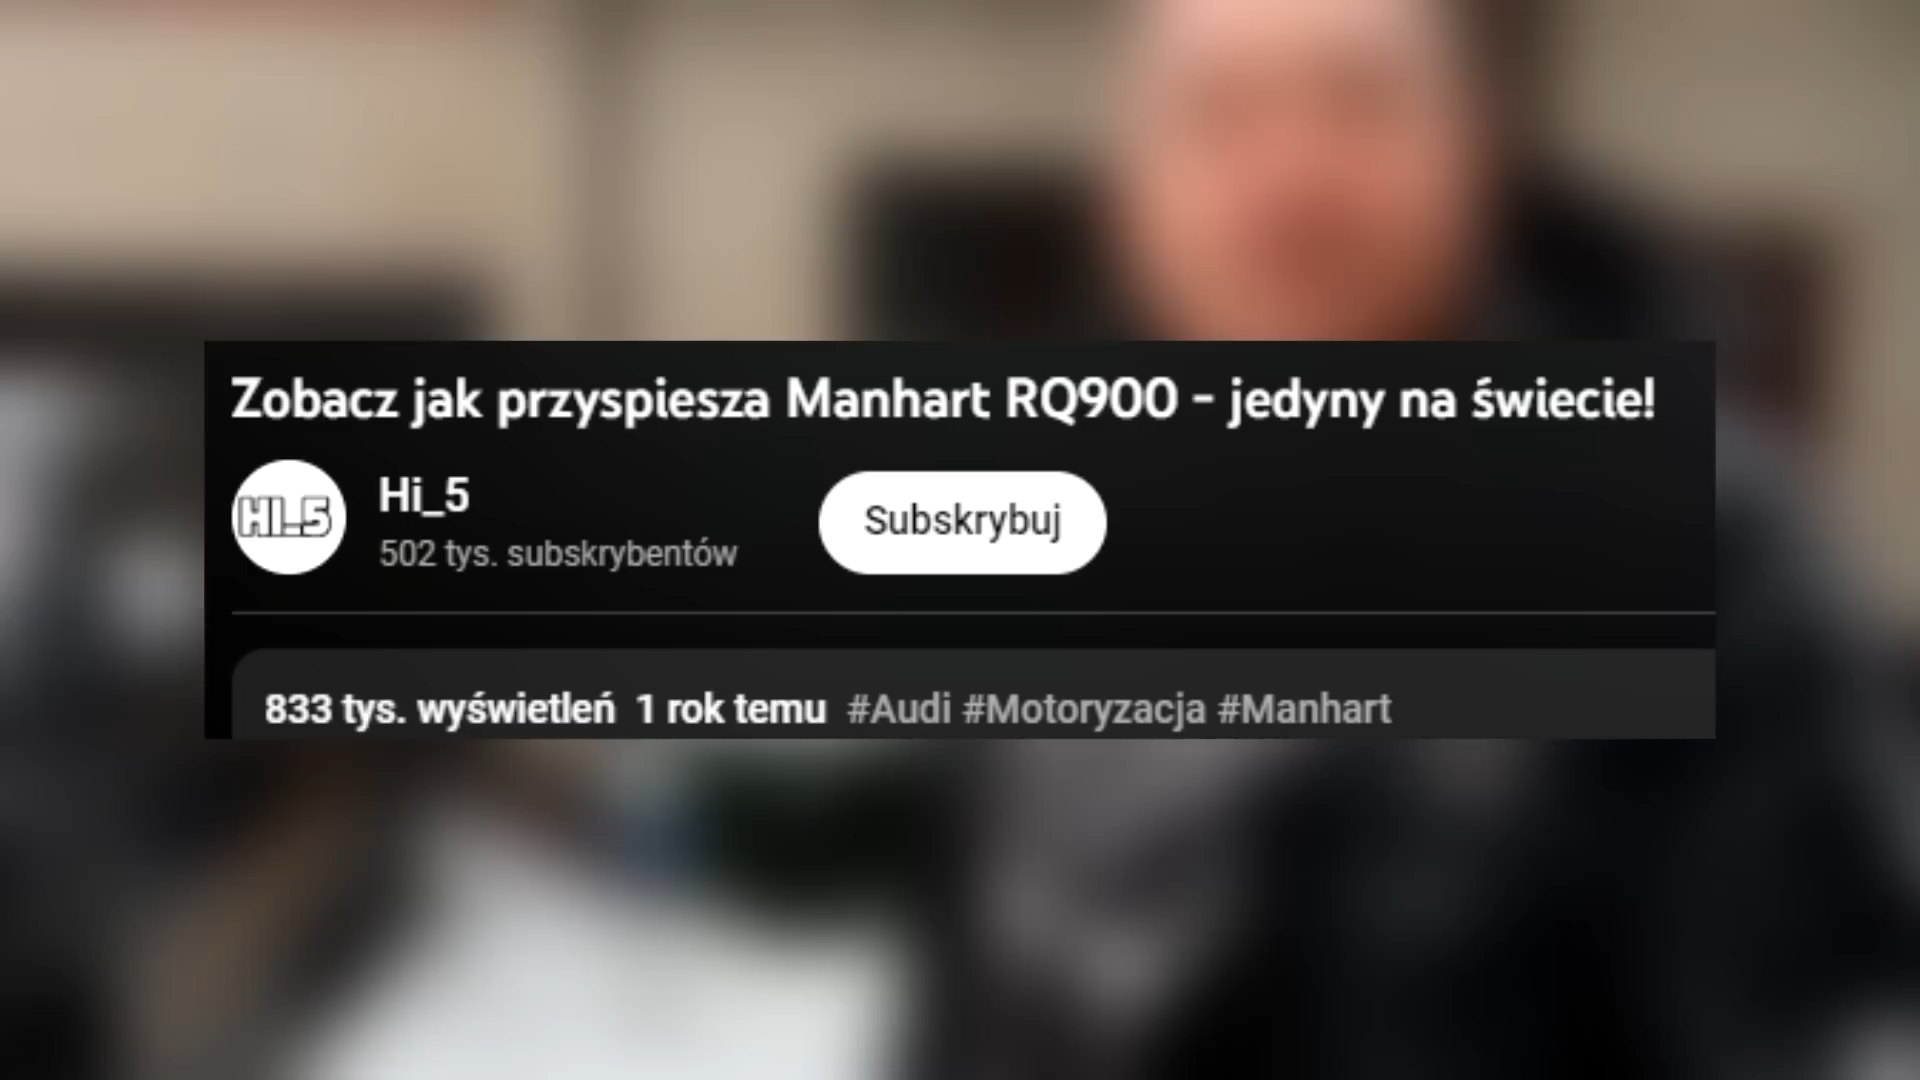 Zobacz jak przyspiesza Manhart RQ900 - jedyny na świecie!
HI_5
Hi_5
Subskrybuj
502 tys. subskrybentów
833 tys. wyświetleń 1 rok temu #Audi #Motoryzacja #Manhart